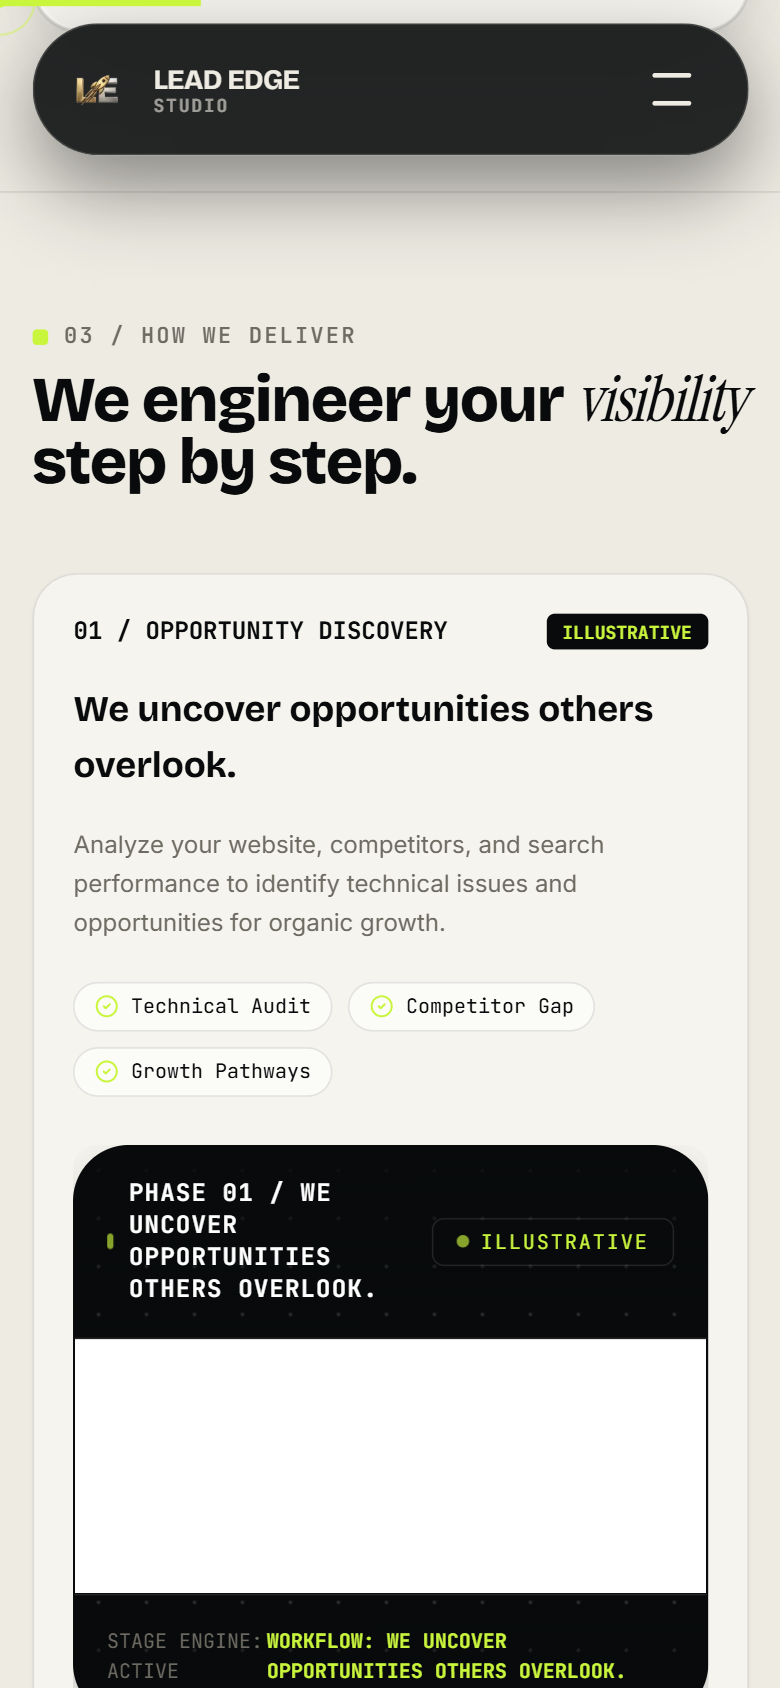 LE
LEAD EDGE
STUDIO
03 / HOW WE DELIVER
We engineer your visibility
step by step.
01 / OPPORTUNITY DISCOVERY
ILLUSTRATIVE
We uncover opportunities others
overlook.
Analyze your website, competitors, and search
performance to identify technical issues and
opportunities for organic growth.
Technical Audit
Competitor Gap
Growth Pathways
PHASE 01 / WE
UNCOVER
OPPORTUNITIES
OTHERS OVERLOOK.
ILLUSTRATIVE
STAGE ENGINE:
ACTIVE
WORKFLOW: WE UNCOVER
OPPORTUNITIES OTHERS OVERLOOK.